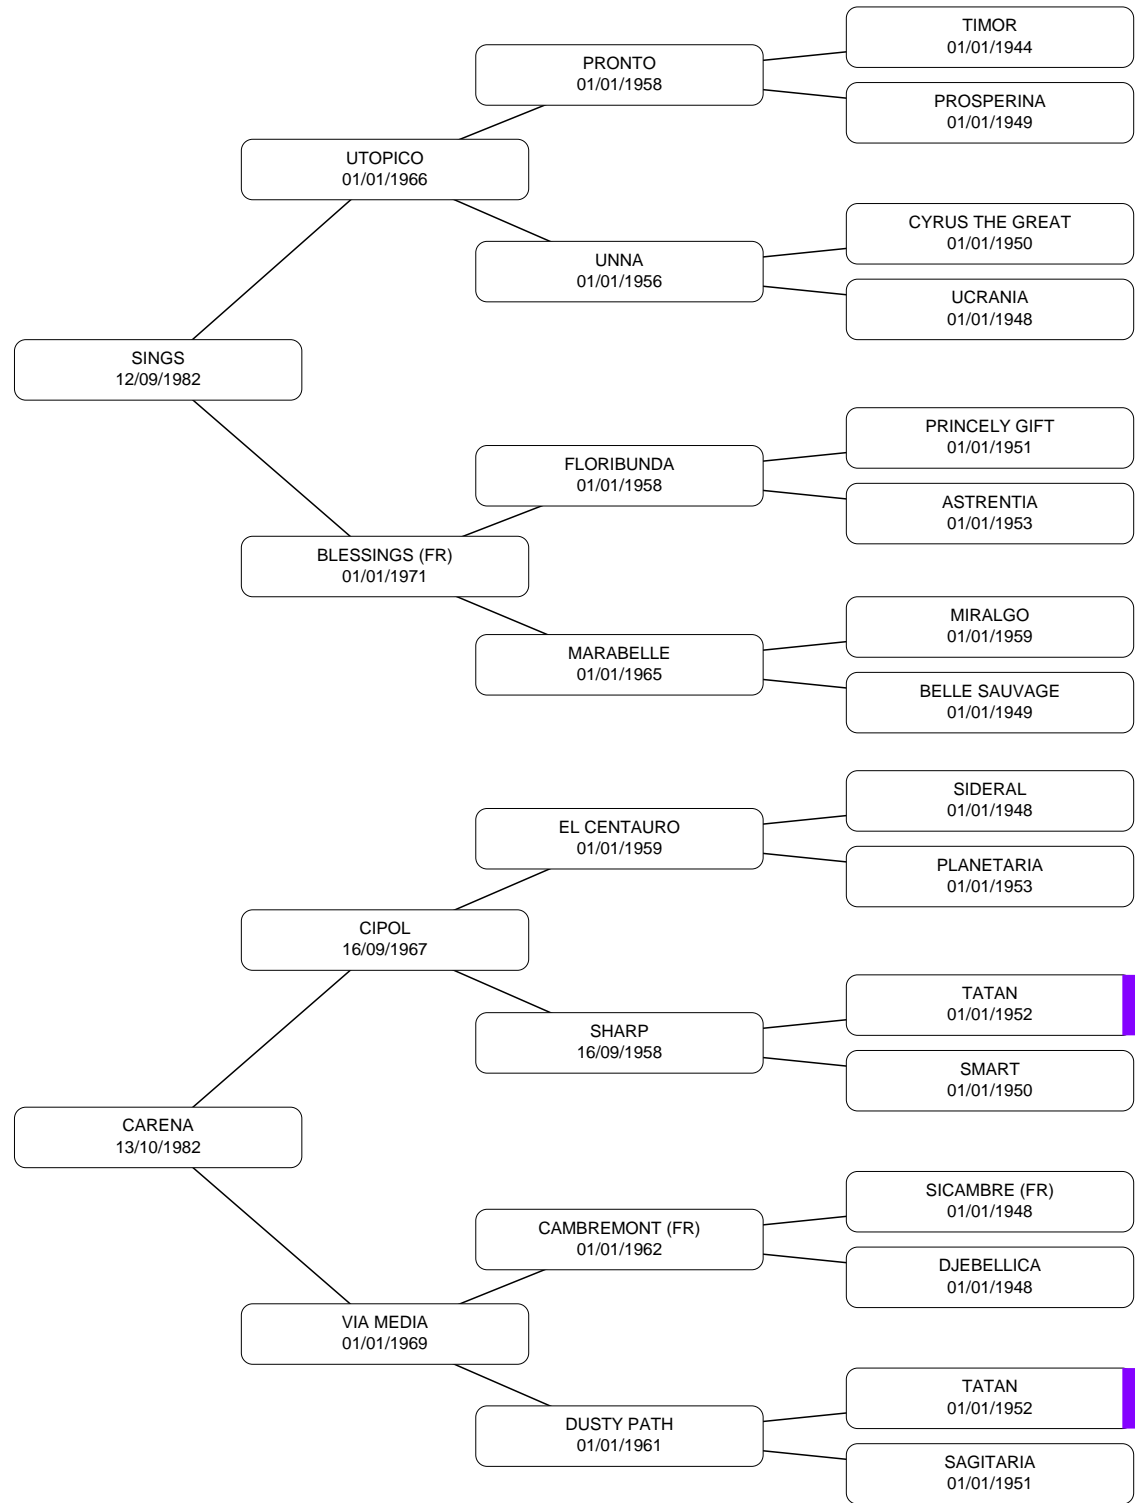 TIMOR
01/01/1944
PRONTO
01/01/1958
PROSPERINA
01/01/1949
UTOPICO
01/01/1966
CYRUS THE GREAT
01/01/1950
UNNA
01/01/1956
UCRANIA
01/01/1948
SINGS
12/09/1982
PRINCELY GIFT
01/01/1951
FLORIBUNDA
01/01/1958
ASTRENTIA
01/01/1953
BLESSINGS (FR)
01/01/1971
MIRALGO
01/01/1959
MARABELLE
01/01/1965
BELLE SAUVAGE
01/01/1949
SIDERAL
01/01/1948
EL CENTAURO
01/01/1959
PLANETARIA
01/01/1953
CIPOL
16/09/1967
TATAN
01/01/1952
SHARP
16/09/1958
SMART
01/01/1950
CARENA
13/10/1982
SICAMBRE (FR)
01/01/1948
CAMBREMONT (FR)
01/01/1962
DJEBELLICA
01/01/1948
VIA MEDIA
01/01/1969
TATAN
01/01/1952
DUSTY PATH
01/01/1961
SAGITARIA
01/01/1951